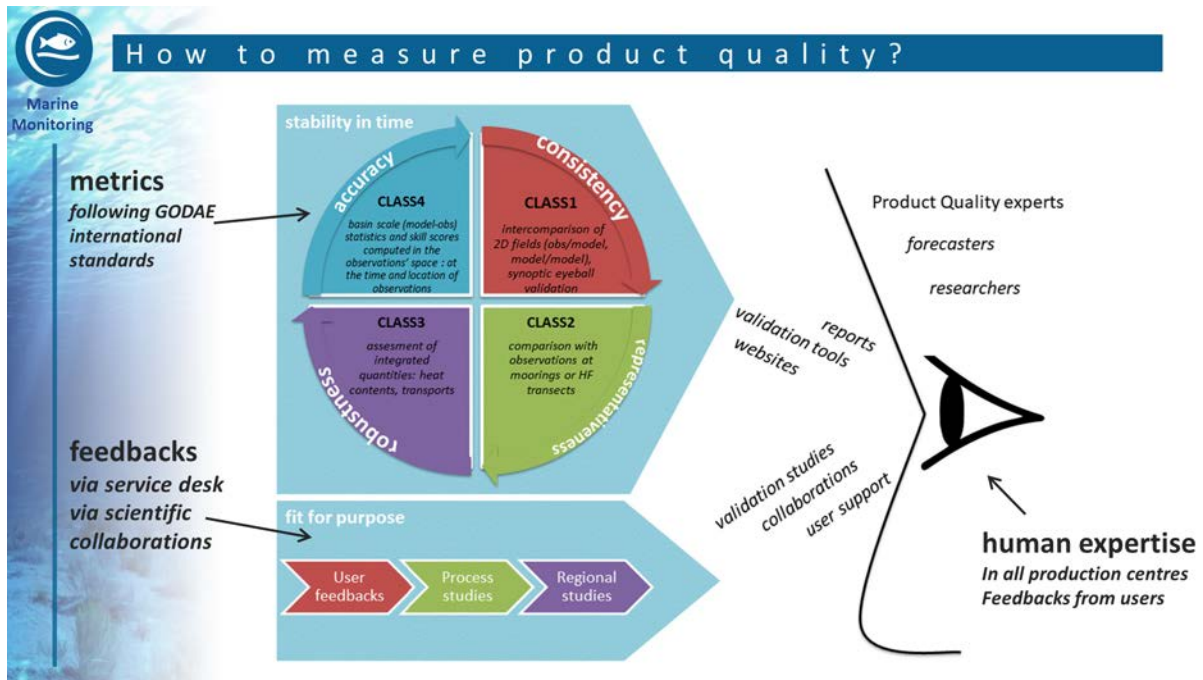 How to measure product quality?
Marine
Monitoring
metrics
following GODAE
international
standards
feedbacks
via service desk
via scientific
collaborations
stability in time
accuracy
consistency
CLASS4
basin scale (model-obs)
statistics and skill scores
computed in the
observations' space : at
the time and location of
observations
CLASS1
intercomparison of
2D fields (obs/model,
model/model),
synoptic eyeball
validation
CLASS3
assesment of
integrated
quantities: heat
contents, transports
CLASS2
comparison with
observations at
moorings or HF
transects
robustness
representativeness
fit for purpose
User
feedbacks
Process
studies
Regional
studies
reports
validation tools
websites
validation studies
collaborations
user support
Product Quality experts
forecasters
researchers
human expertise
In all production centres
Feedbacks from users